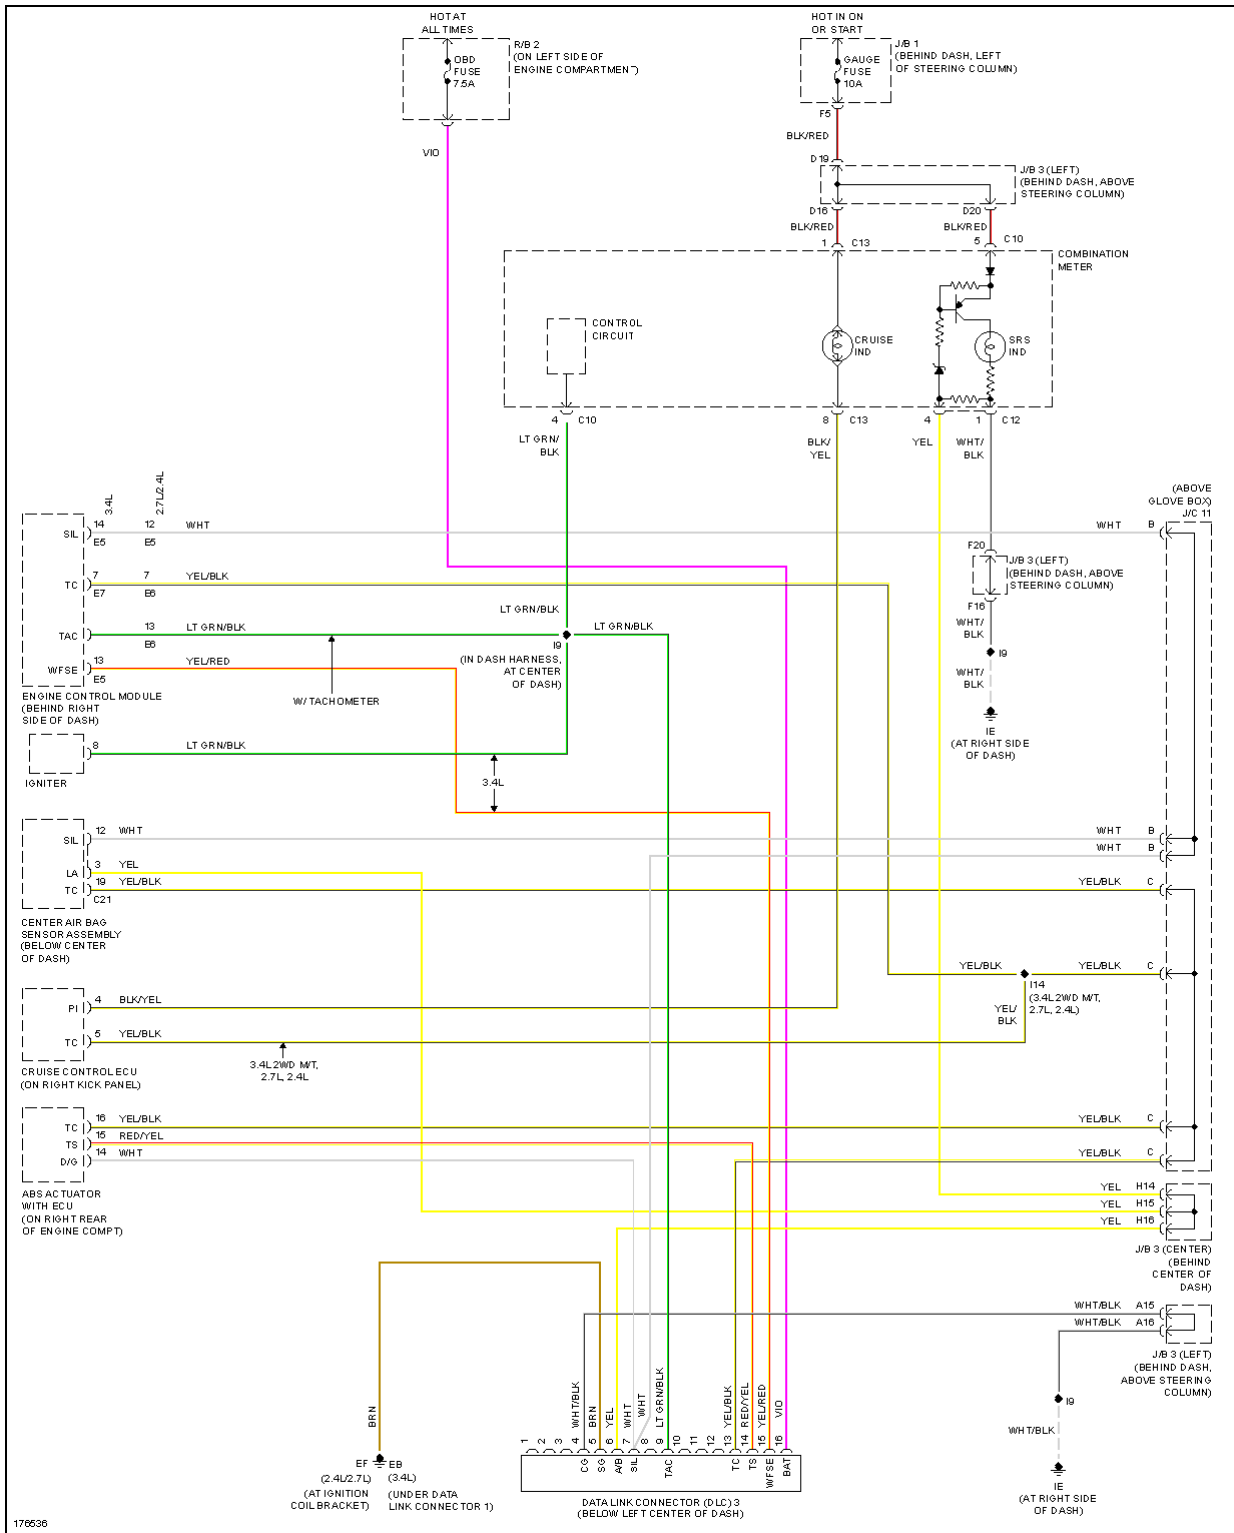 HOT AT
ALL TIMES
R/B 2
(ON LEFT SIDE OF
ENGINE COMPARTMENT)
OBD
FUSE
7.5A
VIO
HOT IN ON
OR START
J/B 1
(BEHIND DASH, LEFT
OF STEERING COLUMN)
GAUGE
FUSE
10A
F5
BLK/RED
D19
J/B 3 (LEFT)
(BEHIND DASH, ABOVE
STEERING COLUMN)
D16
D20
BLK/RED
BLK/RED
1
C13
5
C10
COMBINATION
METER
CONTROL
CIRCUIT
CRUISE
IND
SRS
IND
4
C10
8
C13
4
1
C12
LT GRN/
BLK
BLK/
YEL
YEL
WHT/
BLK
3.4L
2.7L/2.4L
(ABOVE
GLOVE BOX)
J/C 11
SIL
14
E5
12
E5
WHT
WHT
B
TC
7
E7
7
E6
YEL/BLK
F20
J/B 3 (LEFT)
(BEHIND DASH, ABOVE
STEERING COLUMN)
F16
WHT/
BLK
I9
WHT/
BLK
IE
(AT RIGHT SIDE
OF DASH)
LT GRN/BLK
TAC
13
E6
LT GRN/BLK
LT GRN/BLK
I9
(IN DASH HARNESS,
AT CENTER
OF DASH)
WFSE
13
E5
YEL/RED
W/ TACHOMETER
ENGINE CONTROL MODULE
(BEHIND RIGHT
SIDE OF DASH)
8
LT GRN/BLK
IGNITER
3.4L
SIL
12
WHT
WHT
B
WHT
B
LA
3
YEL
TC
19
YEL/BLK
C21
YEL/BLK
C
CENTER AIR BAG
SENSOR ASSEMBLY
(BELOW CENTER
OF DASH)
YEL/BLK
YEL/BLK
C
I14
(3.4L 2WD M/T,
2.7L, 2.4L)
YEL/
BLK
PI
4
BLK/YEL
TC
5
YEL/BLK
3.4L 2WD M/T,
2.7L, 2.4L
CRUISE CONTROL ECU
(ON RIGHT KICK PANEL)
TC
16
YEL/BLK
YEL/BLK
C
TS
15
RED/YEL
D/G
14
WHT
YEL/BLK
C
ABS ACTUATOR
WITH ECU
(ON RIGHT REAR
OF ENGINE COMPT)
YEL
H14
YEL
H15
YEL
H16
J/B 3 (CENTER)
(BEHIND
CENTER OF
DASH)
WHT/BLK
A15
WHT/BLK
A16
J/B 3 (LEFT)
(BEHIND DASH,
ABOVE STEERING
COLUMN)
I9
WHT/BLK
IE
(AT RIGHT SIDE
OF DASH)
BRN
EF
(2.4L/2.7L)
(AT IGNITION
COIL BRACKET)
EB
(3.4L)
(UNDER DATA
LINK CONNECTOR 1)
WHT/BLK
BRN
YEL
WHT
WHT
LT GRN/BLK
YEL/BLK
RED/YEL
YEL/RED
VIO
1
2
3
4
5
6
7
8
9
10
11
12
13
14
15
16
CG
SG
A/B
SIL
TAC
TC
TS
WFSE
BAT
DATA LINK CONNECTOR (DLC) 3
(BELOW LEFT CENTER OF DASH)
176536